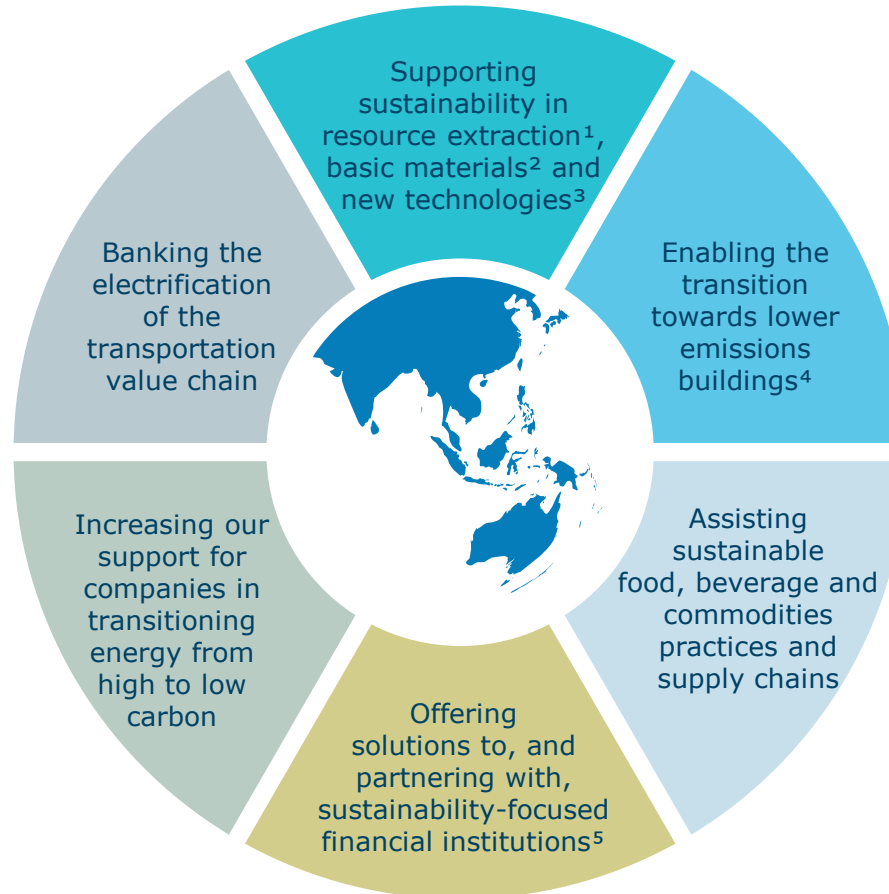 Supporting
sustainability in
resource extraction¹,
basic materials² and
new technologies³
Enabling the
transition
towards lower
emissions
buildings⁴
Assisting
sustainable
food, beverage and
commodities
practices and
supply chains
Offering
solutions to, and
partnering with,
sustainability-focused
financial institutions⁵
Increasing our
support for
companies in
transitioning
energy from
high to low
carbon
Banking the
electrification
of the
transportation
value chain